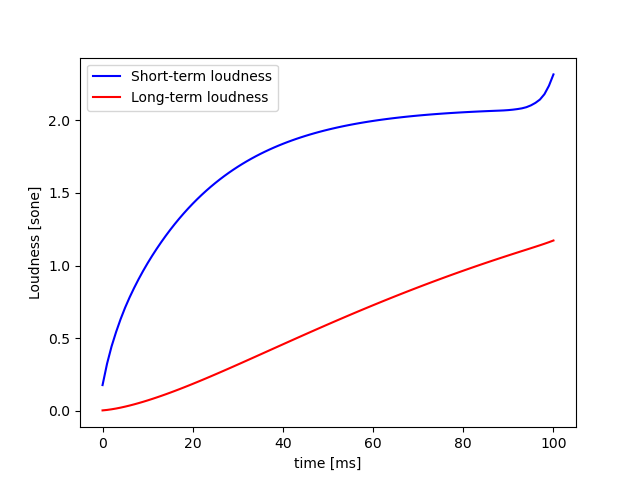 Short-term loudness
Long-term loudness
2.0
1.5
1.0
0.5
0.0
Loudness [sone]
0 20 40 60 80 100
time [ms]